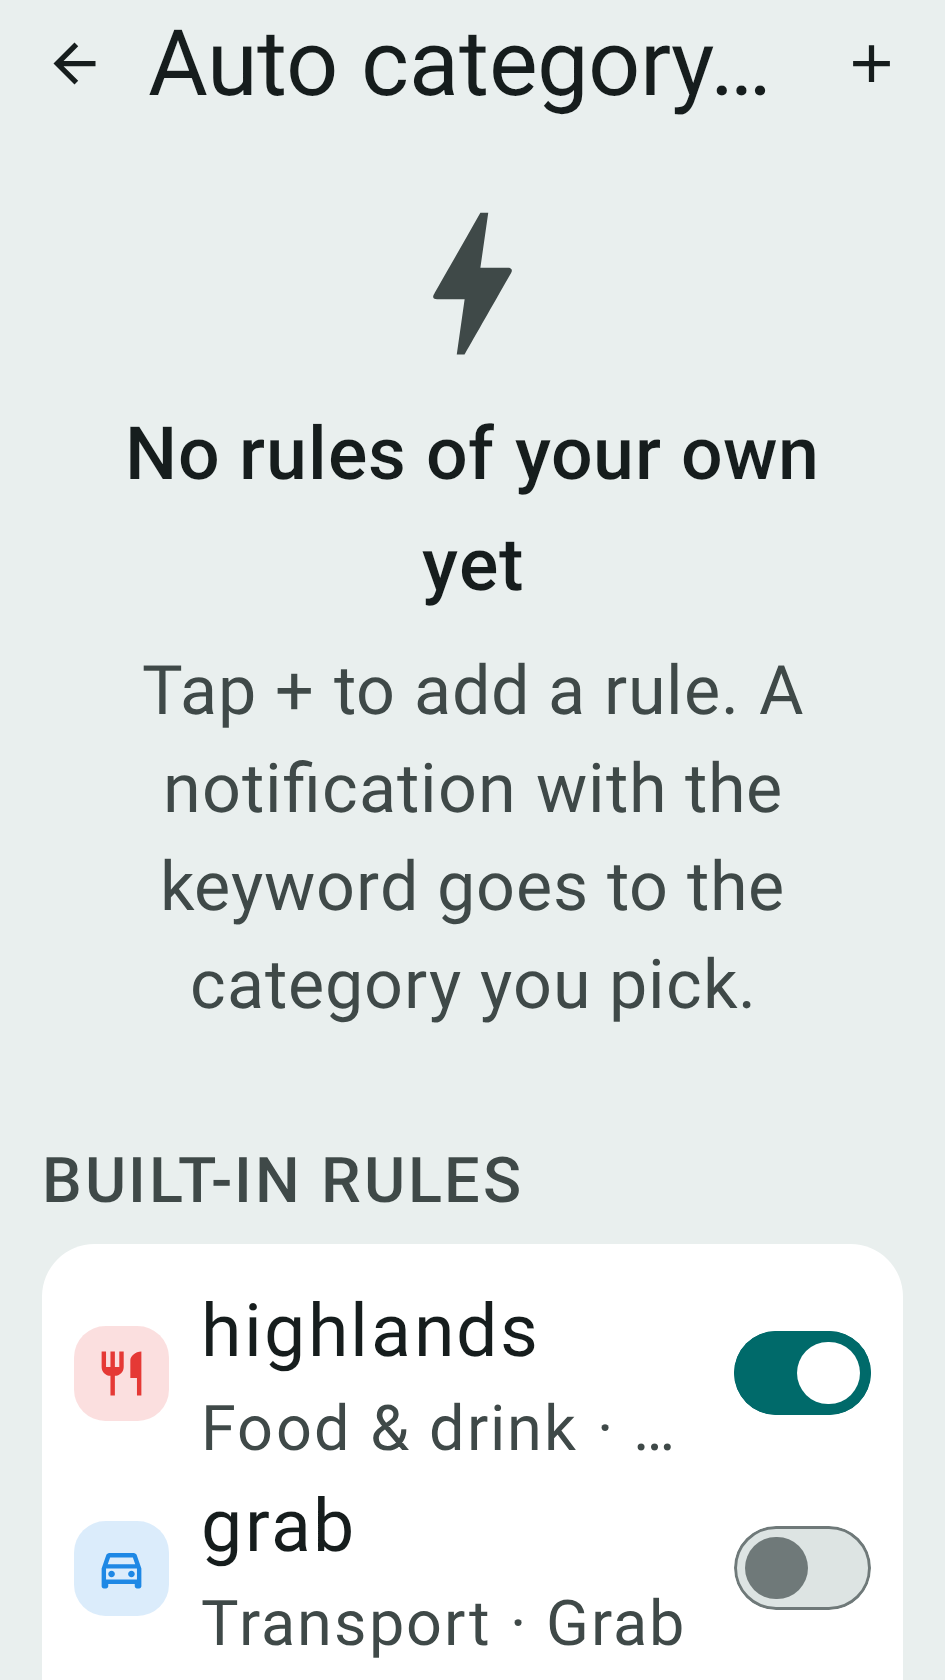 Auto category…
No rules of your own
yet
Tap + to add a rule. A
notification with the
keyword goes to the
category you pick.
BUILT-IN RULES
highlands
Food & drink · …
grab
Transport · Grab